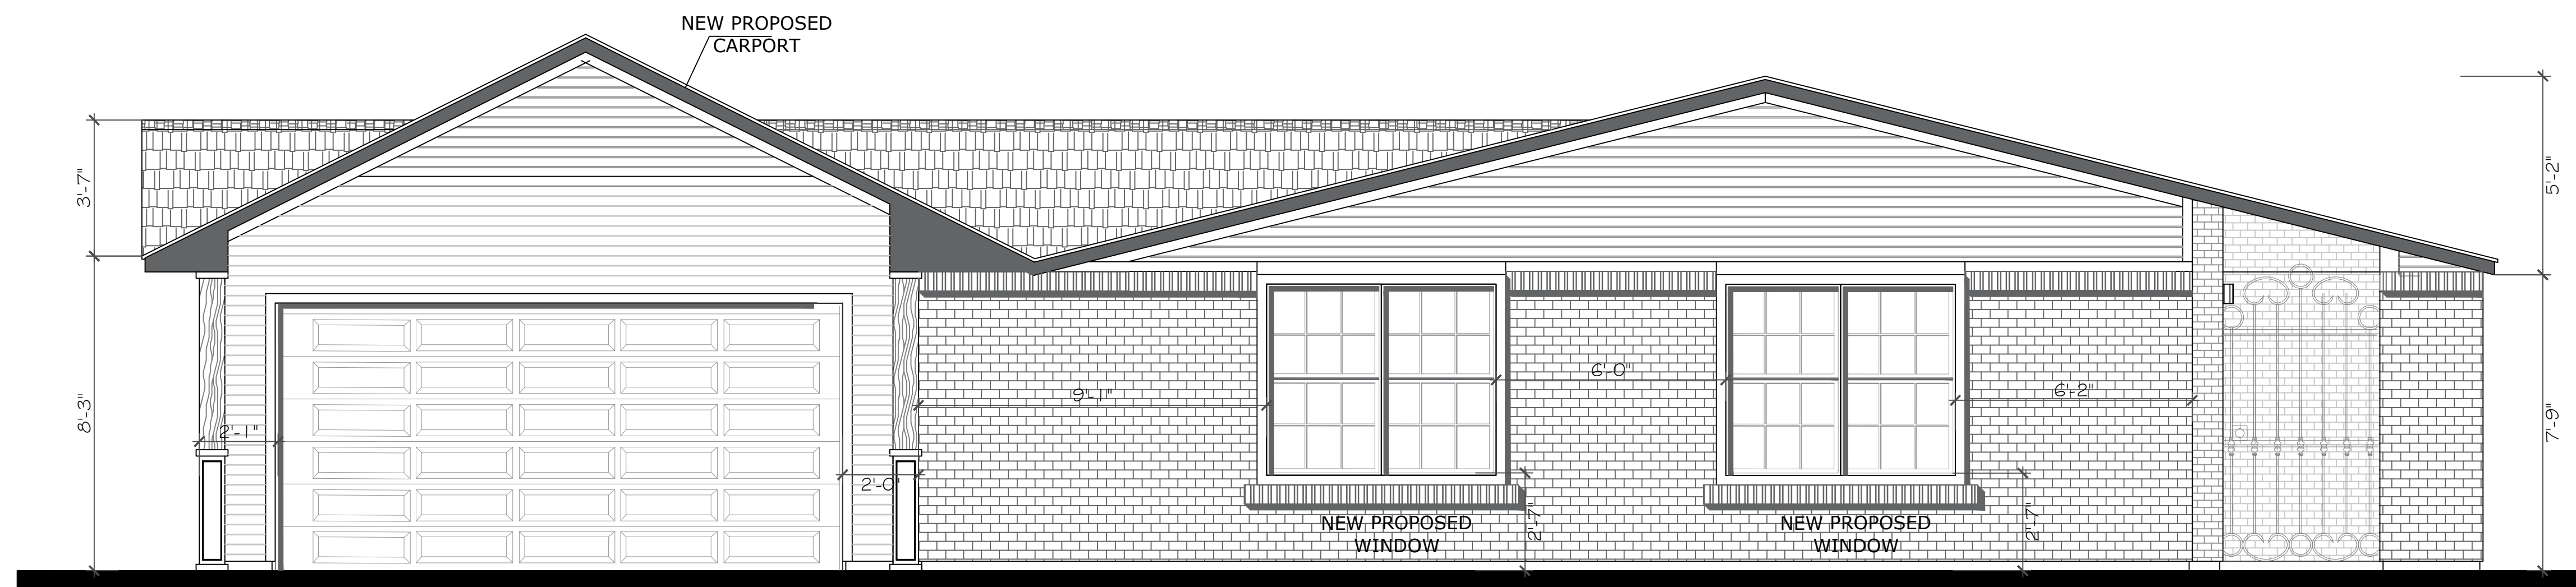 NEW PROPOSED
CARPORT
3'-7"
5'-2"
8'-3"
2'-1"
2'-0"
9'-1"
6'-0"
6'-2"
7'-9"
NEW PROPOSED
WINDOW
2'-7"
NEW PROPOSED
WINDOW
2'-7"